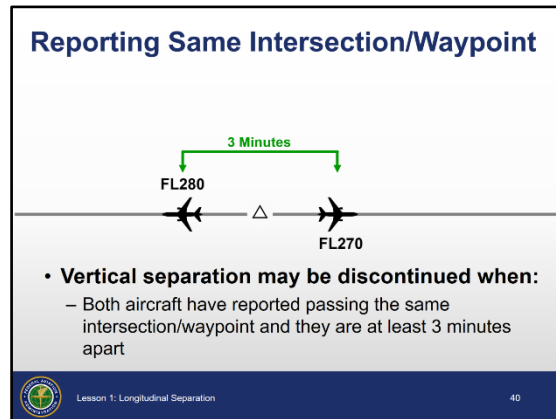 Reporting Same Intersection/Waypoint
3 Minutes
FL280
FL270
• Vertical separation may be discontinued when:
– Both aircraft have reported passing the same
intersection/waypoint and they are at least 3 minutes
apart
Lesson 1: Longitudinal Separation
40